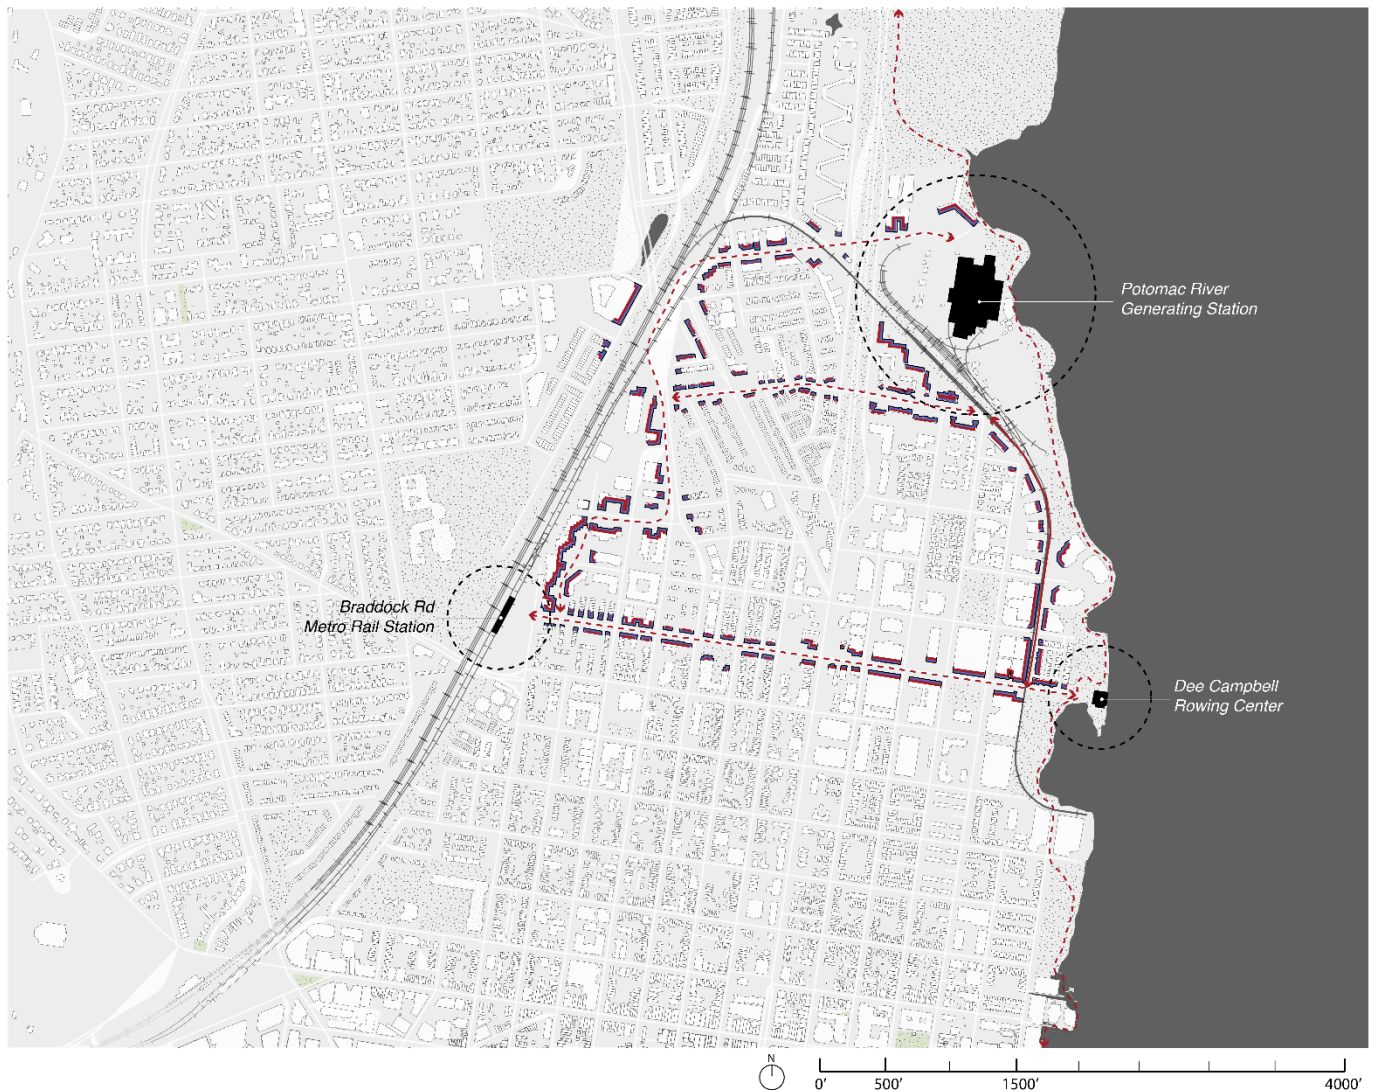 Potomac River
Generating Station
Braddock Rd
Metro Rail Station
Dee Campbell
Rowing Center
N
0'
500'
1500'
4000'